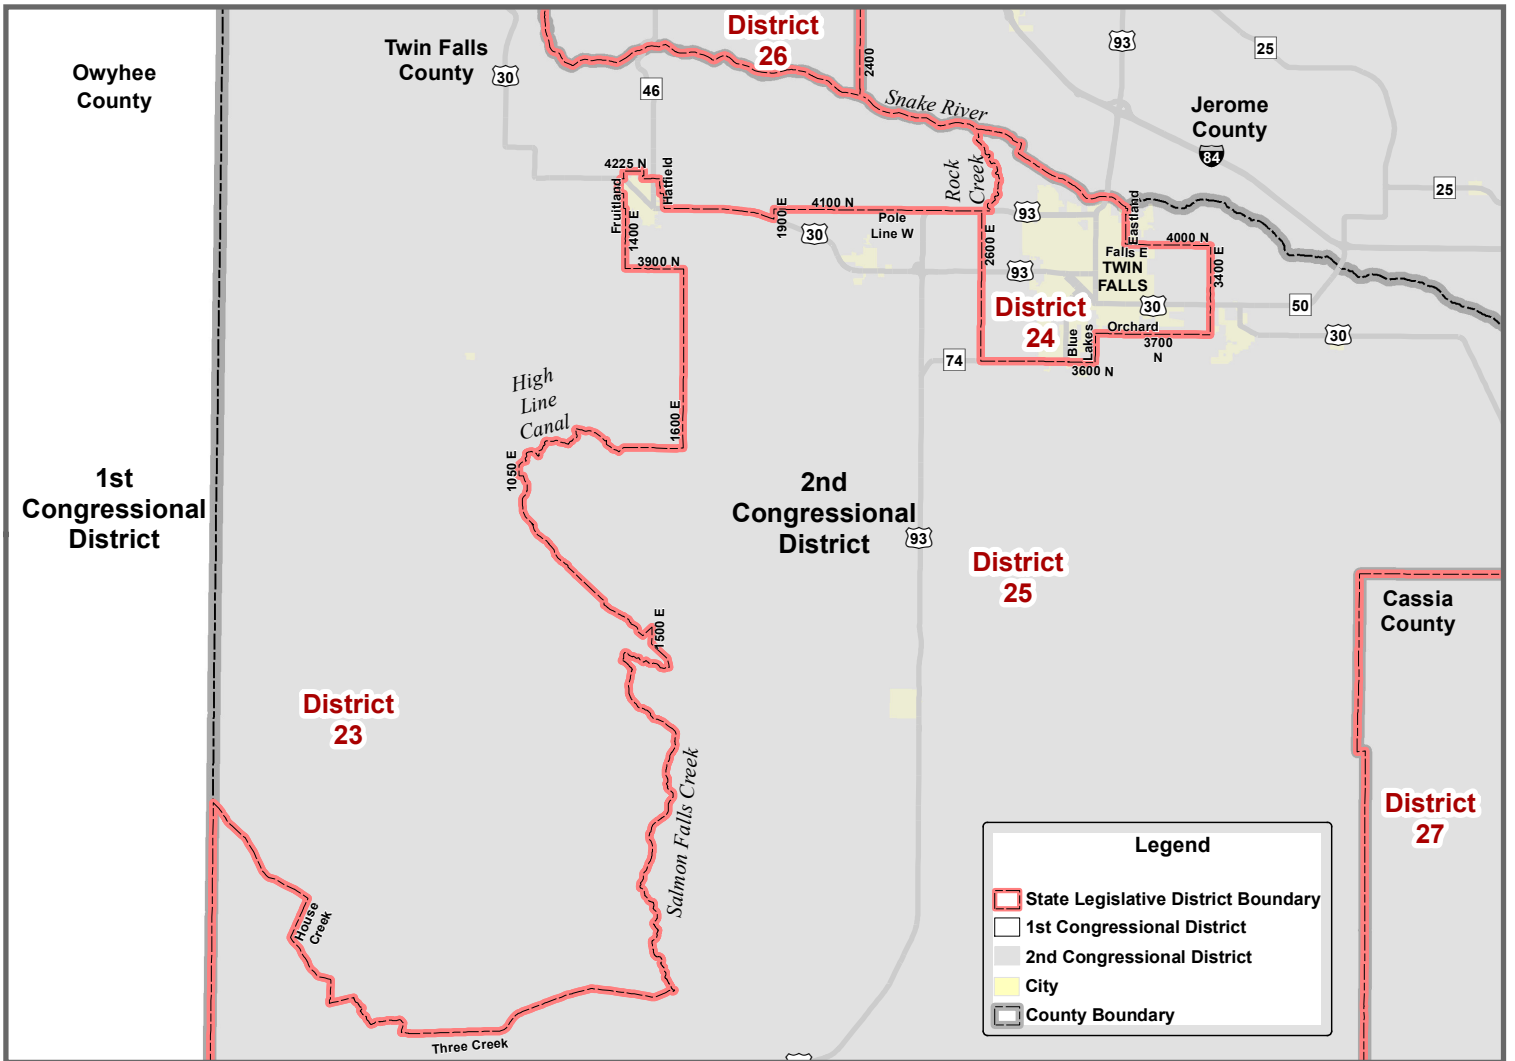 Owyhee
County
Twin Falls
County
30
46
District
26
2400
93
25
Snake River
Jerome
County
84
25
4225 N
Hatfield
Fruitland
1400 E
3900 N
1900 E
4100 N
Pole
Line W
30
Rock
Creek
93
2600 E
93
Eastland
4000 N
Falls E
TWIN
FALLS
3400 E
District
24
30
50
Orchard
3700
N
Blue
Lakes
3600 N
74
30
High
Line
Canal
1600 E
1050 E
1st
Congressional
District
2nd
Congressional
District
93
District
25
Cassia
County
1500 E
District
23
Salmon Falls Creek
District
27
House
Creek
Three Creek
Legend
State Legislative District Boundary
1st Congressional District
2nd Congressional District
City
County Boundary